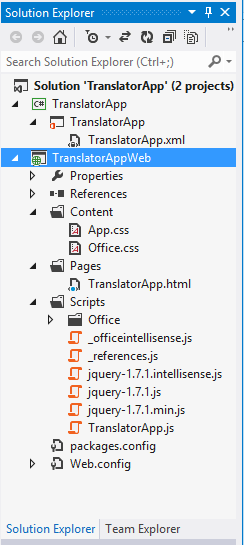 Solution Explorer
Search Solution Explorer (Ctrl+;)
Solution 'TranslatorApp' (2 projects)
C# TranslatorApp
TranslatorApp
TranslatorApp.xml
TranslatorAppWeb
Properties
References
Content
App.css
Office.css
Pages
TranslatorApp.html
Scripts
Office
_officeintellisense.js
_references.js
jquery-1.7.1.intellisense.js
jquery-1.7.1.js
jquery-1.7.1.min.js
TranslatorApp.js
packages.config
Web.config
Solution Explorer Team Explorer